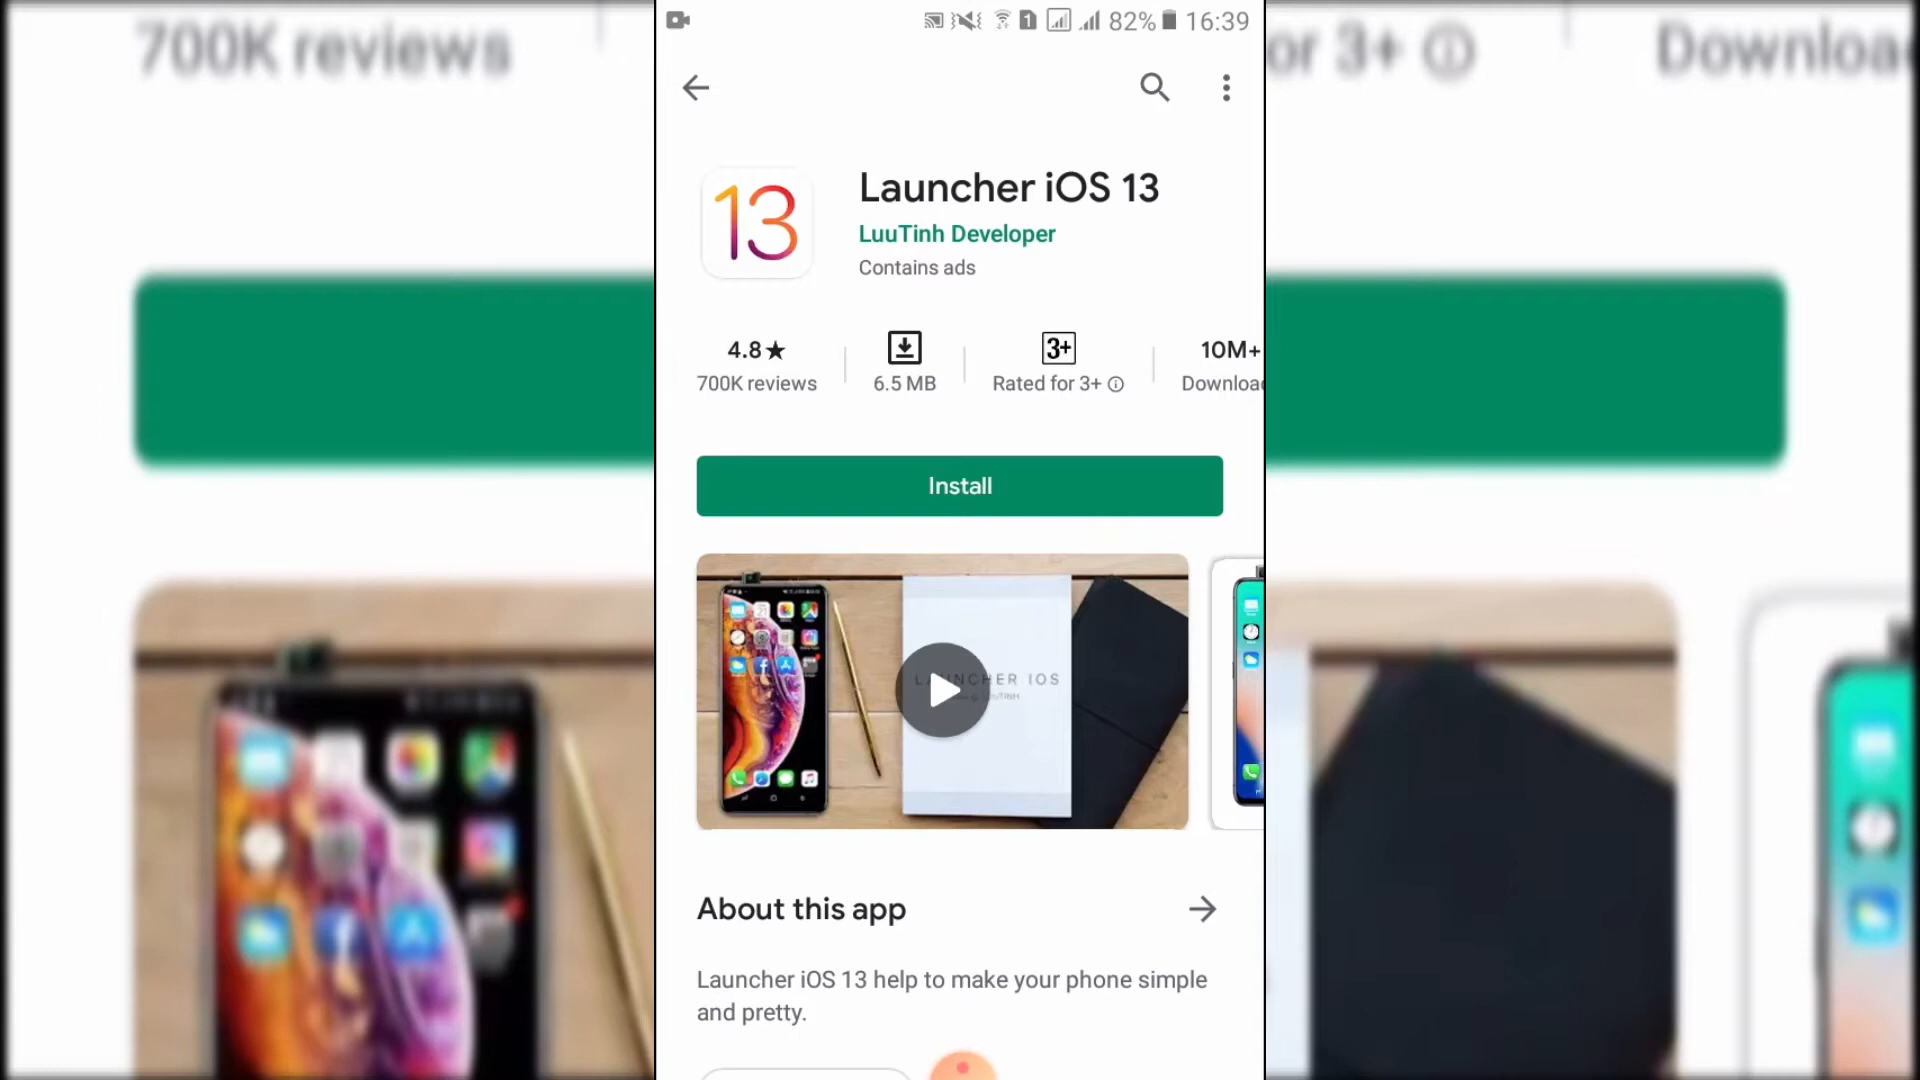 700K reviews
or 3+
Downloa
82% 16:39
1
13
Launcher iOS 13
LuuTinh Developer
Contains ads
4.8★
3+
10M+
700K reviews
6.5 MB
Rated for 3+
Downloa
Install
LAUNCHER IOS
About this app
Launcher iOS 13 help to make your phone simple
and pretty.